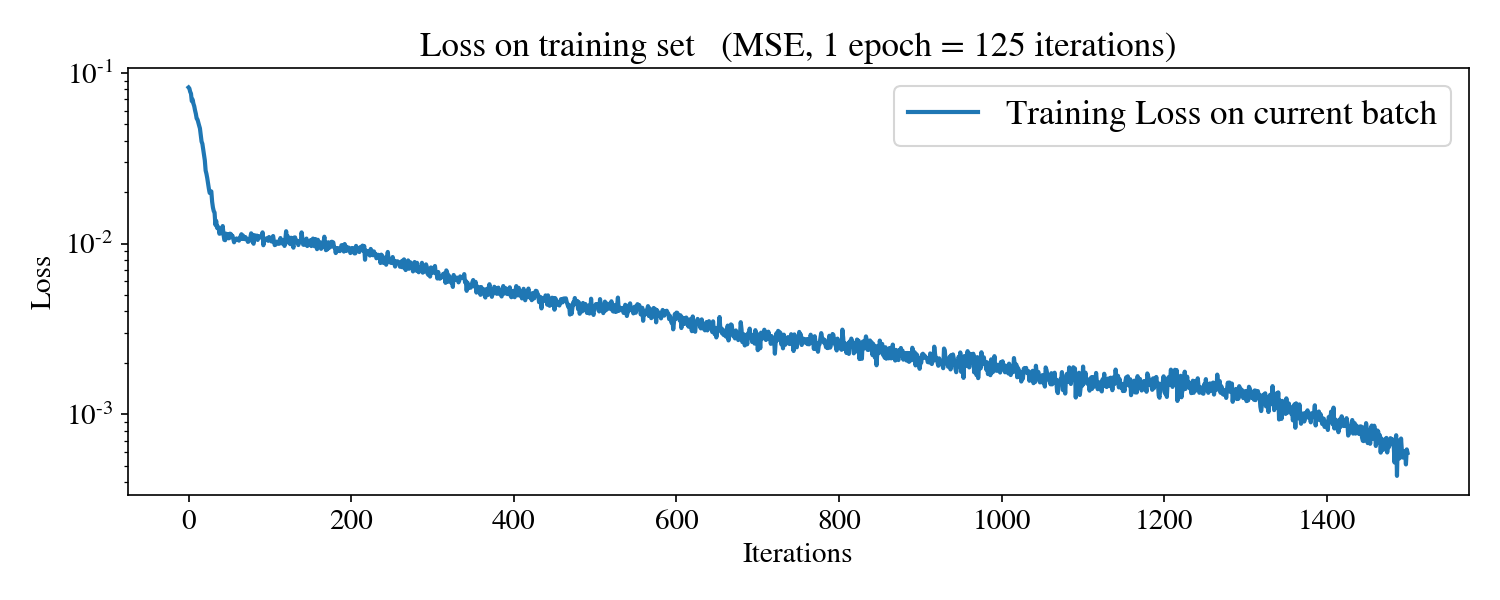 Loss on training set (MSE, 1 epoch = 125 iterations)
Training Loss on current batch
Loss
10⁻¹
10⁻²
10⁻³
0 200 400 600 800 1000 1200 1400
Iterations